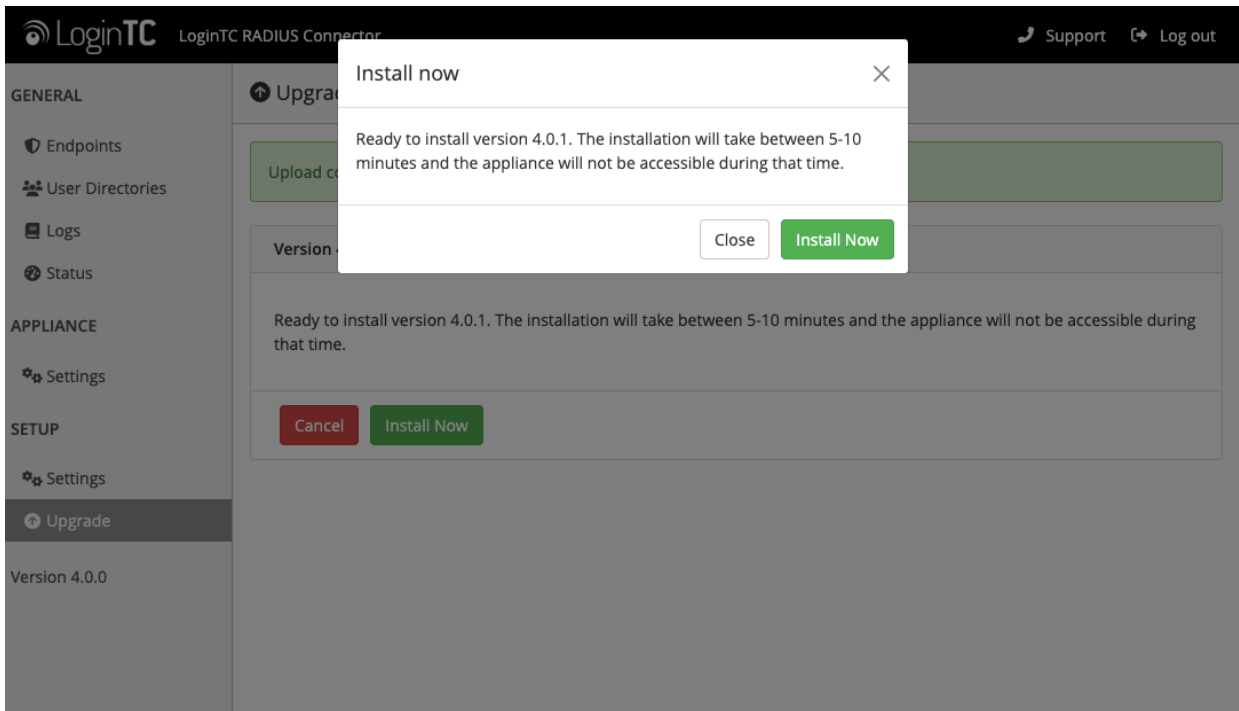 LoginTC LoginTC RADIUS Connector Support Log out
Install now
GENERAL
Upgrad
Ready to install version 4.0.1. The installation will take between 5-10
minutes and the appliance will not be accessible during that time.
Endpoints
Upload co
User Directories
Logs
Close Install Now
Version
Status
Ready to install version 4.0.1. The installation will take between 5-10 minutes and the appliance will not be accessible during
that time.
APPLIANCE
Settings
Cancel Install Now
SETUP
Settings
Upgrade
Version 4.0.0